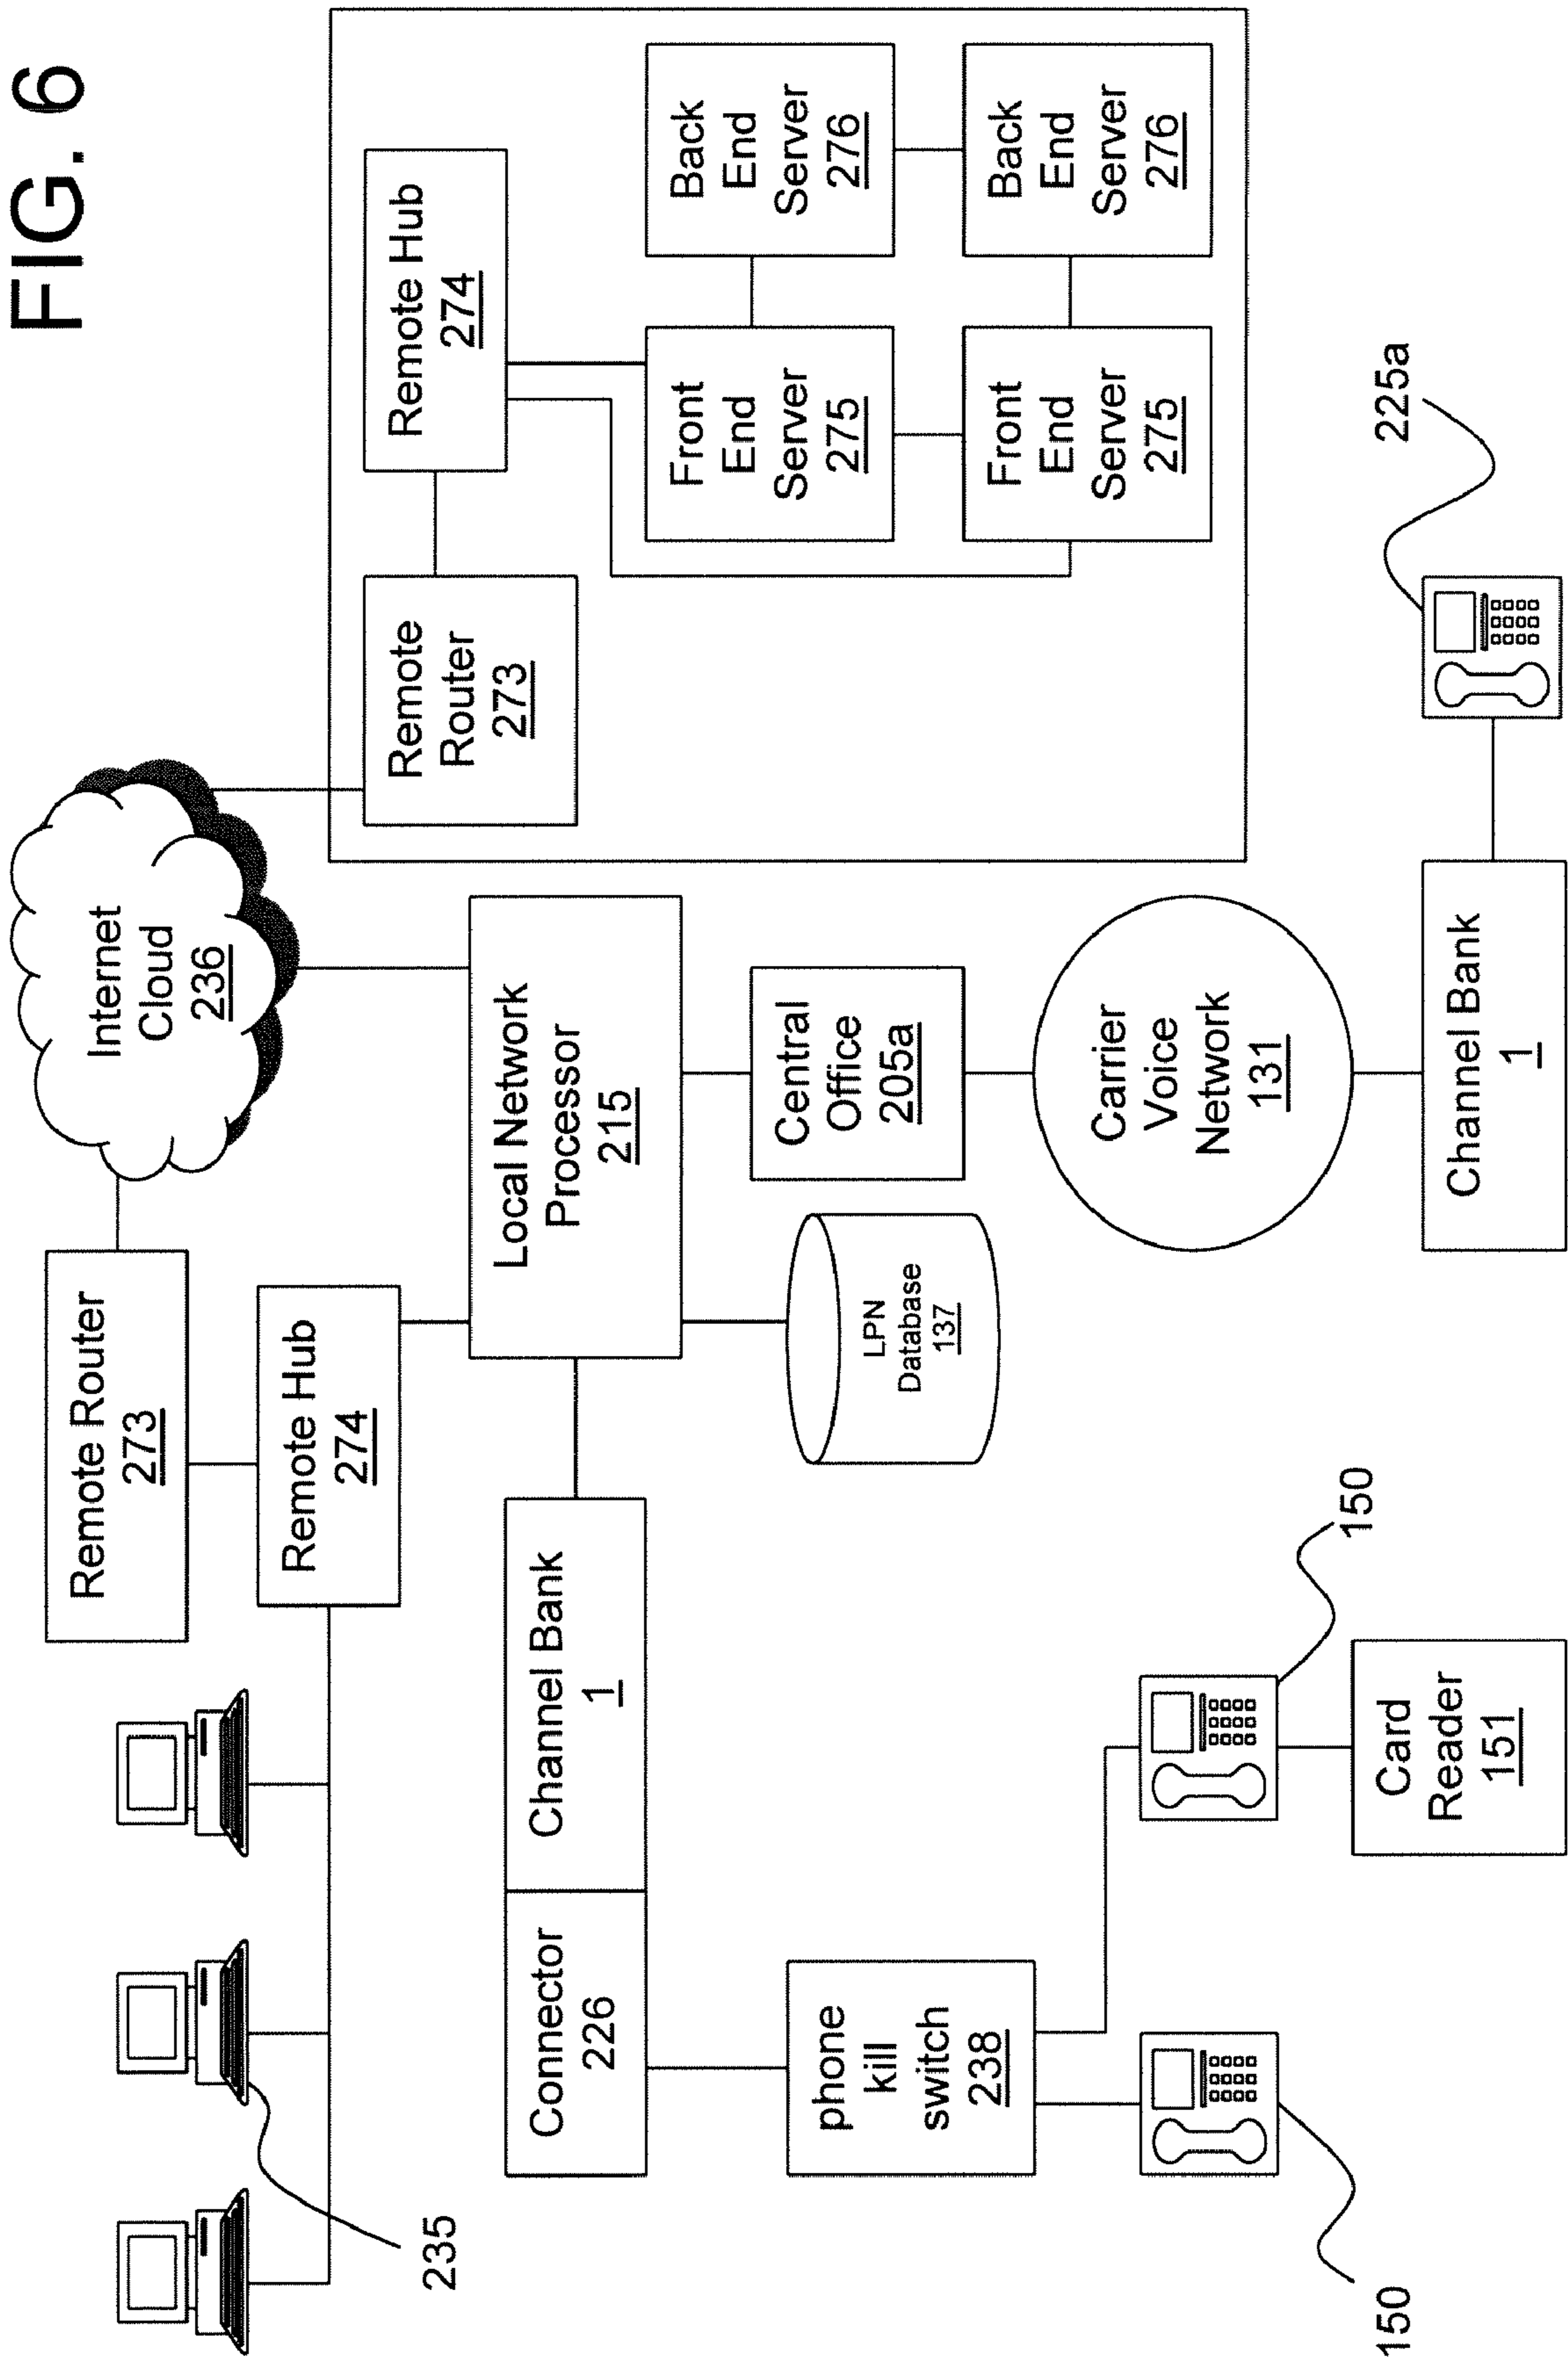 FIG. 6
Internet
Cloud
236
Remote Router
273
Remote Hub
274
235
Remote
Router
273
Remote Hub
274
Front
End
Server
275
Back
End
Server
276
Front
End
Server
275
Back
End
Server
276
Local Network
Processor
215
Connector
226
Channel Bank
1
LPN
Database
137
Central
Office
205a
Carrier
Voice
Network
131
phone
kill
switch
238
150
150
Card
Reader
151
Channel Bank
1
225a